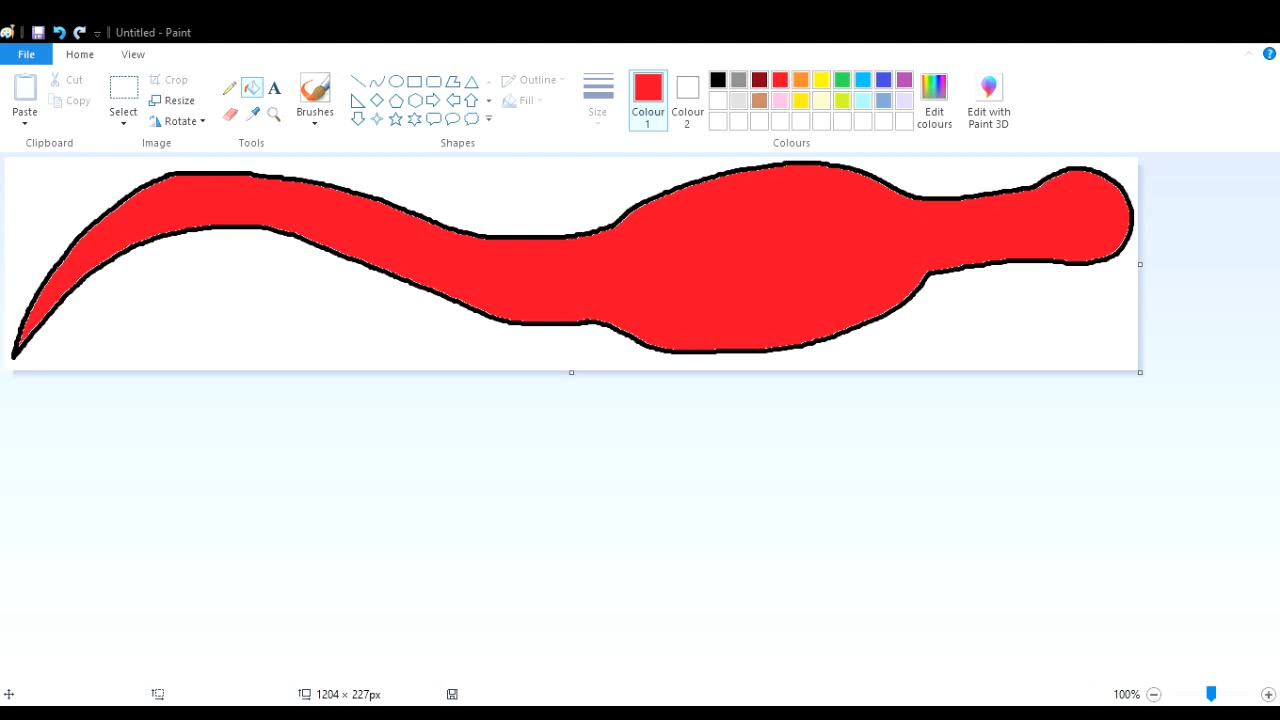 Untitled - Paint
File Home View
Paste
Cut
Copy
Clipboard
Select
Crop
Resize
Rotate
Image
A
Tools
Brushes
Shapes
Outline
Fill
Size
Colour
1
Colour
2
Colours
Edit
colours
Edit with
Paint 3D
?
1204 × 227px
100%